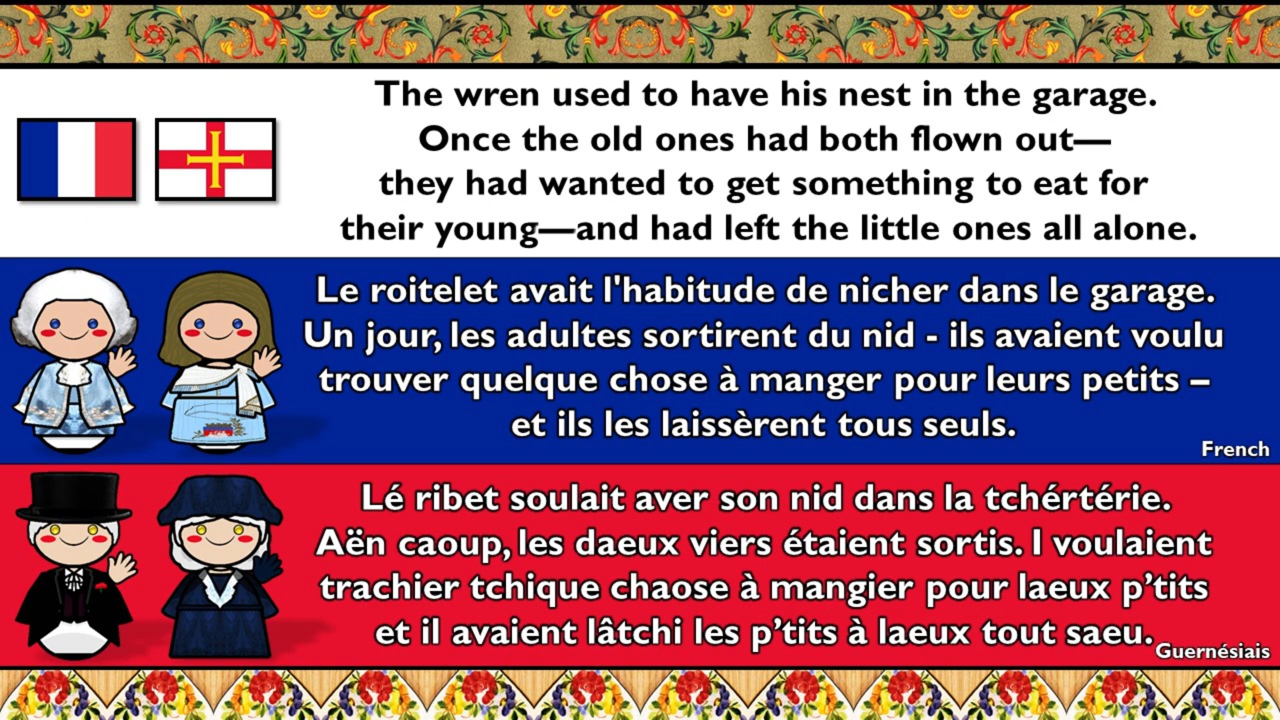 The wren used to have his nest in the garage.
Once the old ones had both flown out—
they had wanted to get something to eat for
their young—and had left the little ones all alone.
Le roitelet avait l'habitude de nicher dans le garage.
Un jour, les adultes sortirent du nid - ils avaient voulu
trouver quelque chose à manger pour leurs petits –
et ils les laissèrent tous seuls.
French
Lé ribet soulait aver son nid dans la tchértérie.
Aën caoup, les daeux viers étaient sortis. I voulaient
trachier tchique chaose à mangier pour laeux p’tits
et il avaient lâtchi les p’tits à laeux tout saeu.
Guernésiais